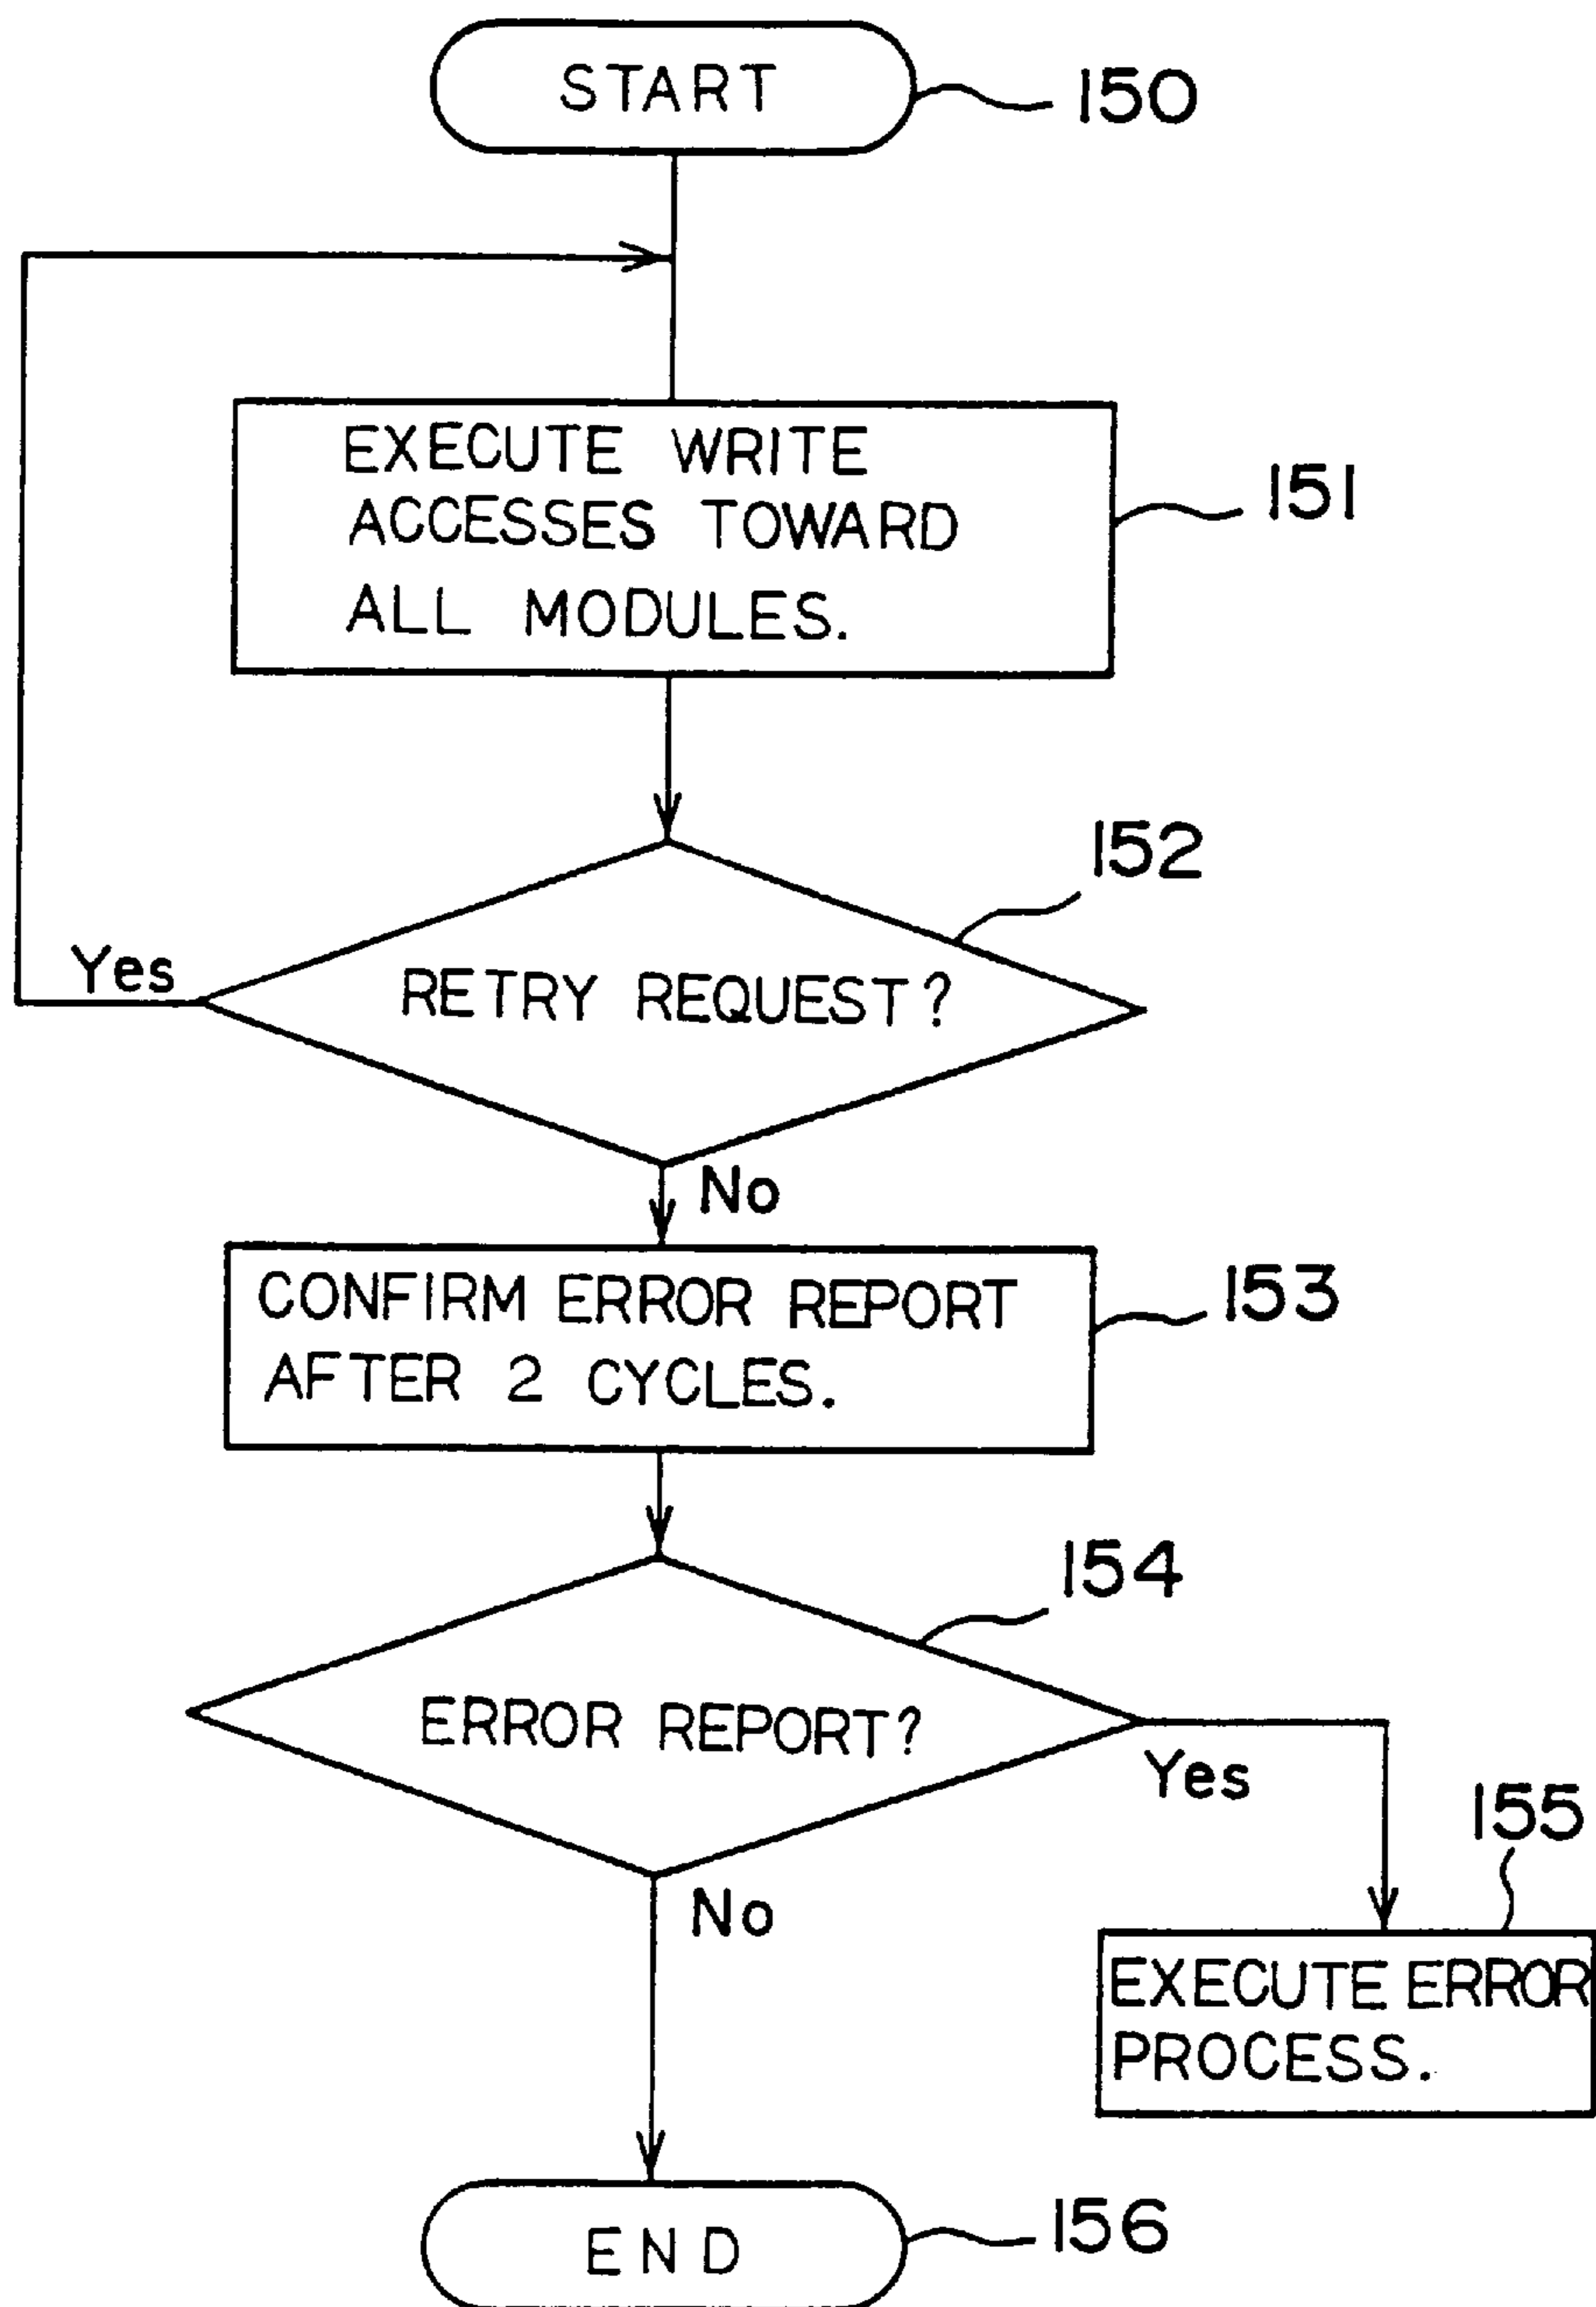 START
150
EXECUTE WRITE
ACCESSES TOWARD
ALL MODULES.
151
152
RETRY REQUEST?
Yes
No
CONFIRM ERROR REPORT
AFTER 2 CYCLES.
153
154
ERROR REPORT?
Yes
No
155
EXECUTE ERROR
PROCESS.
END
156